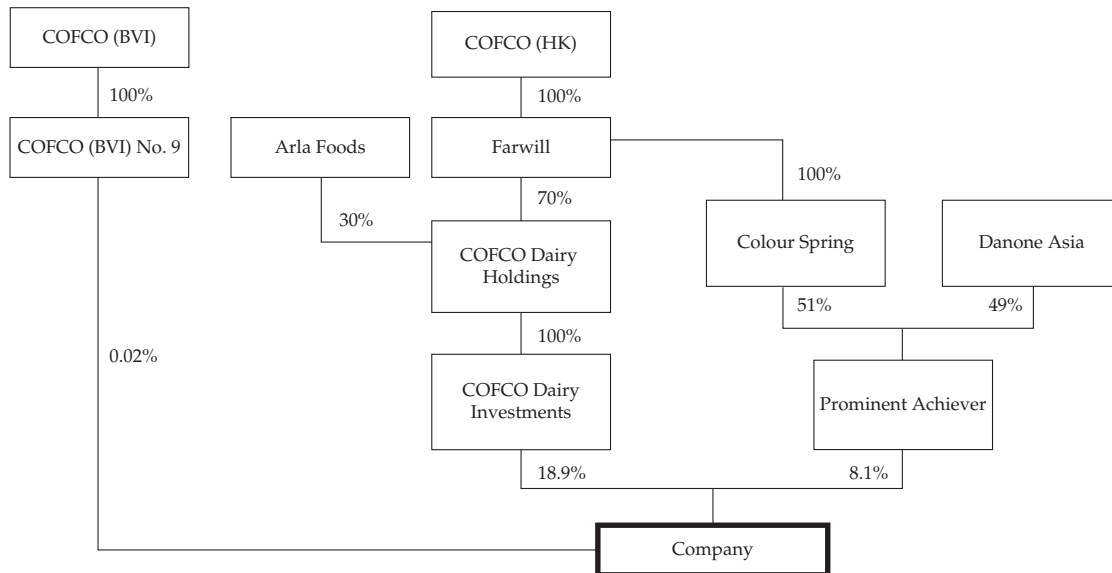 COFCO (BVI)
COFCO (HK)
100%
100%
COFCO (BVI) No. 9
Arla Foods
Farwill
100%
70%
30%
Colour Spring
Danone Asia
COFCO Dairy
Holdings
51%
49%
100%
0.02%
COFCO Dairy
Investments
Prominent Achiever
18.9%
8.1%
Company